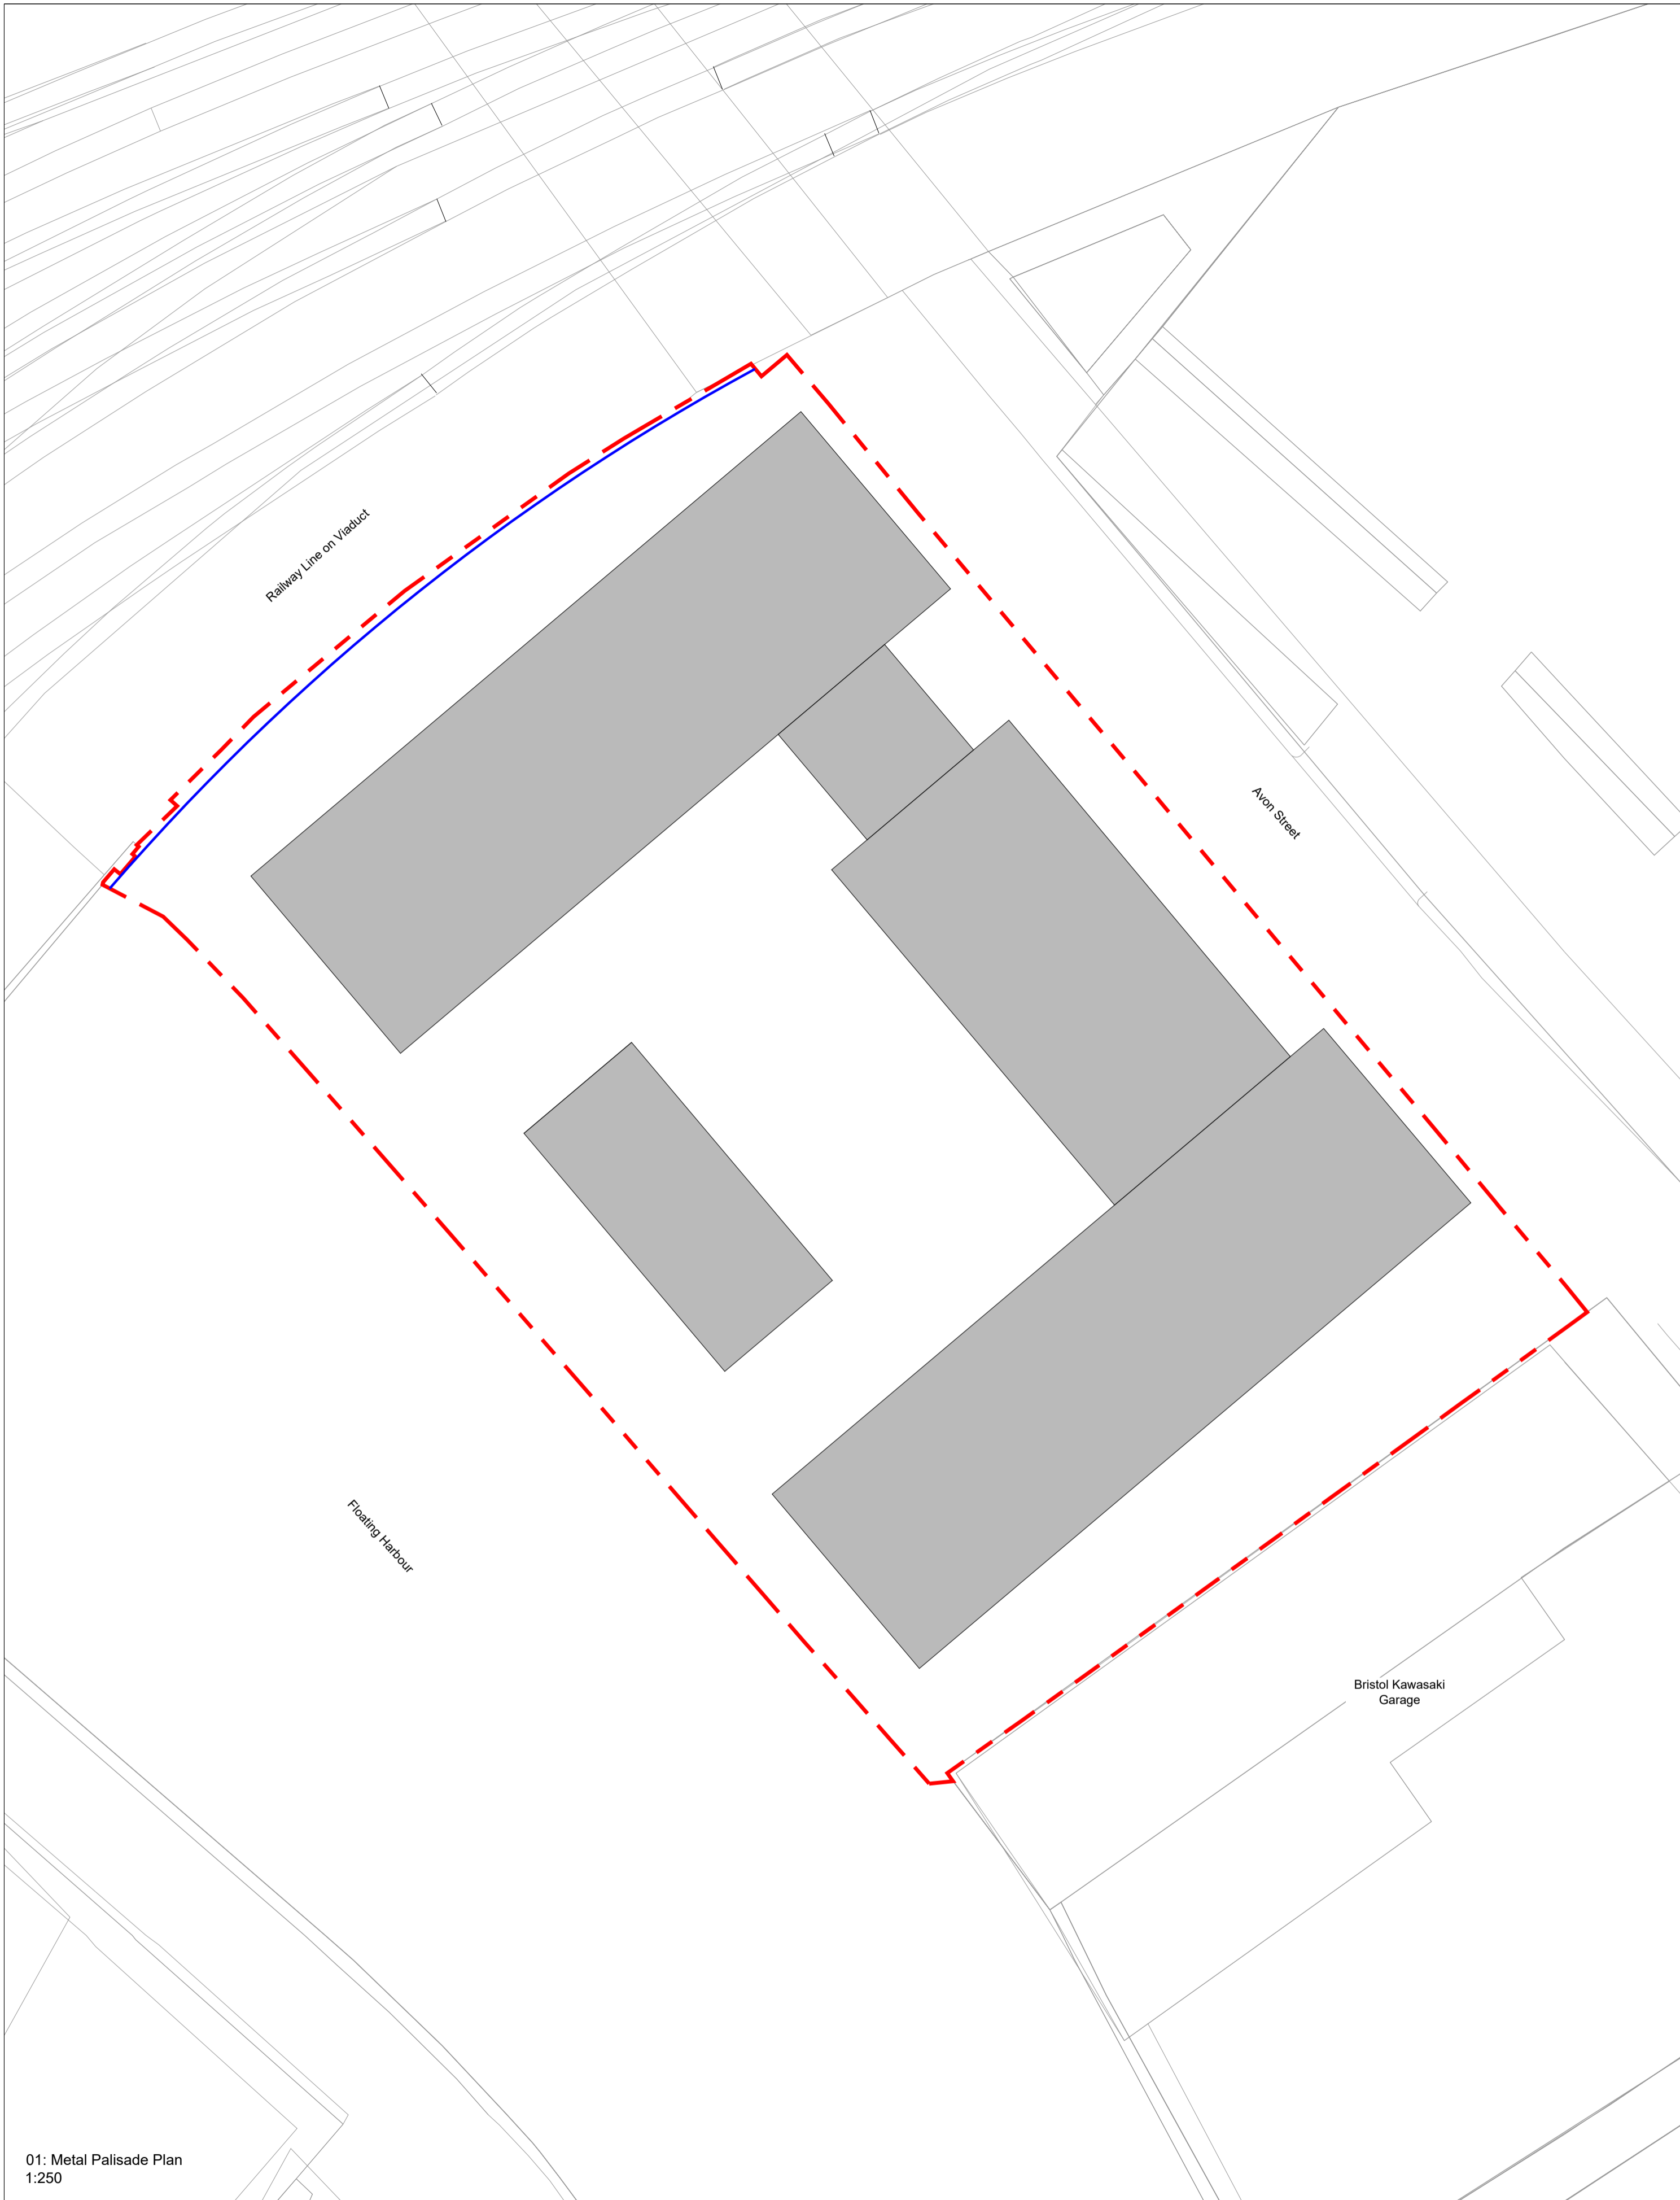 Railway Line on Viaduct
Avon Street
Floating Harbour
Bristol Kawasaki
Garage
01: Metal Palisade Plan
1:250